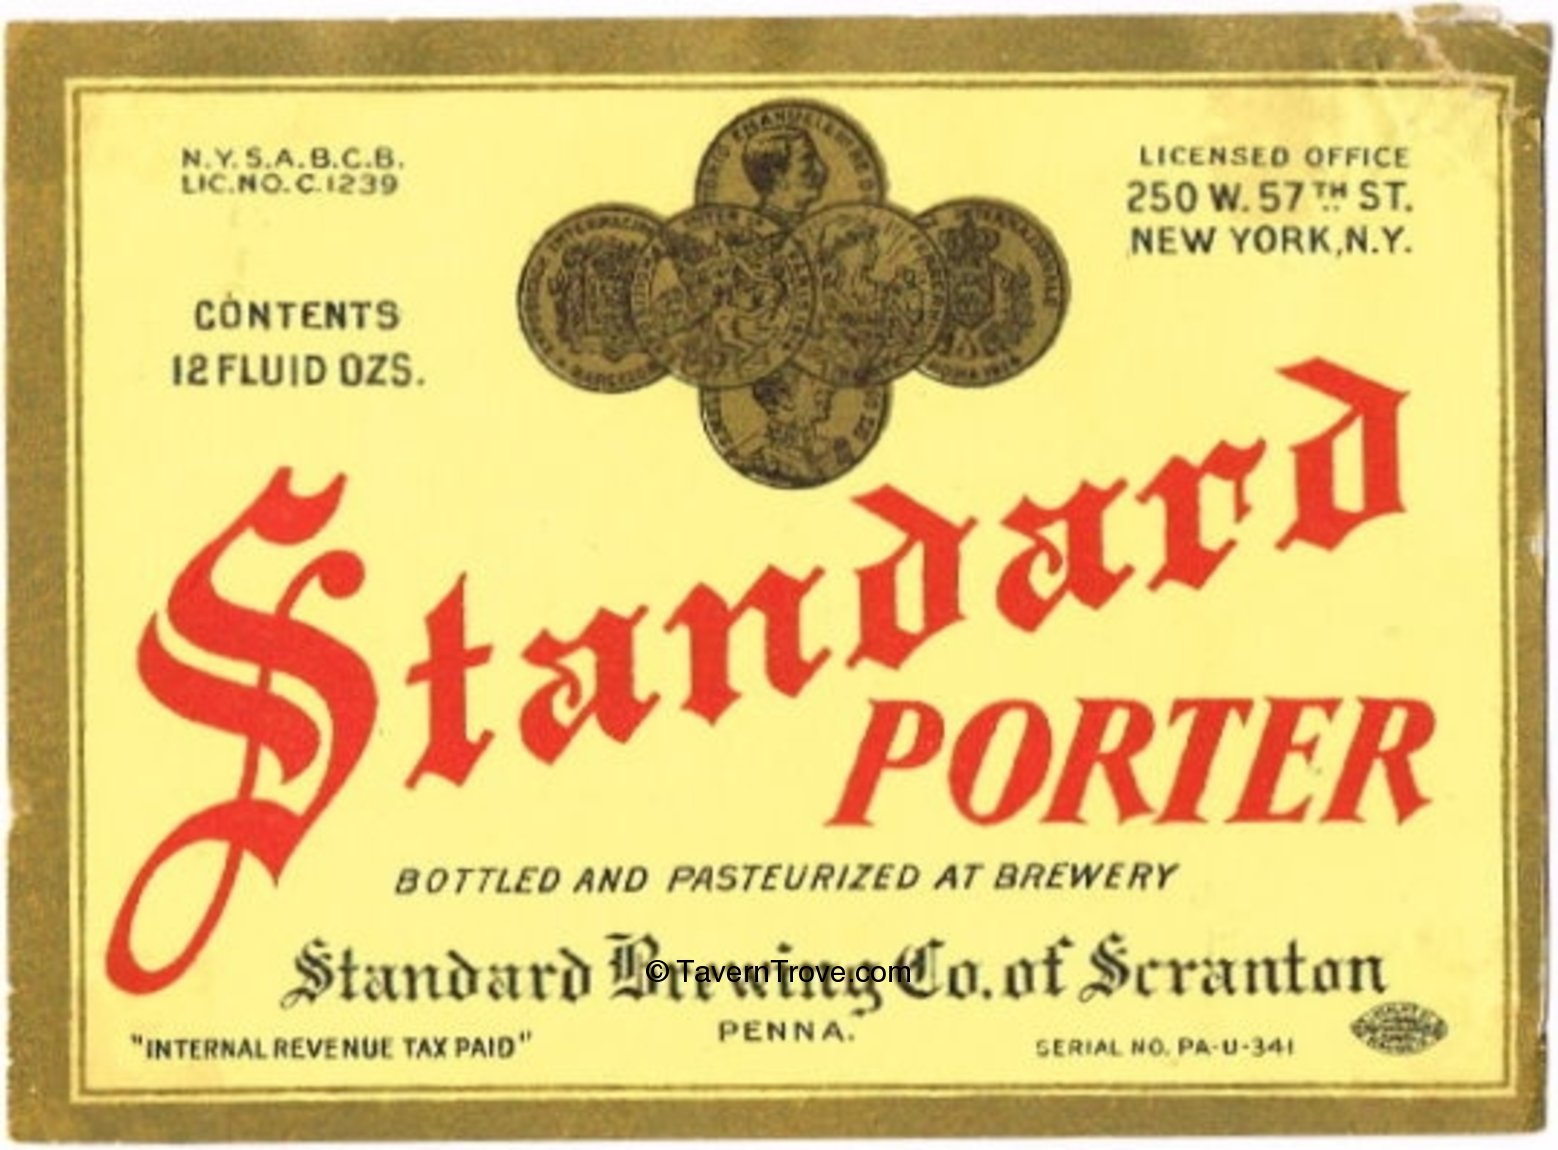 N.Y.S.A.B.C.B.
LIC.NO.C.1239
CONTENTS
12 FLUID OZS.
LICENSED OFFICE
250 W. 57TH ST.
NEW YORK, N.Y.
Standard
PORTER
BOTTLED AND PASTEURIZED AT BREWERY
Standard Brewing Co. of Scranton
© TavernTrove.com
PENNA.
"INTERNAL REVENUE TAX PAID"
SERIAL NO. PA-U-341